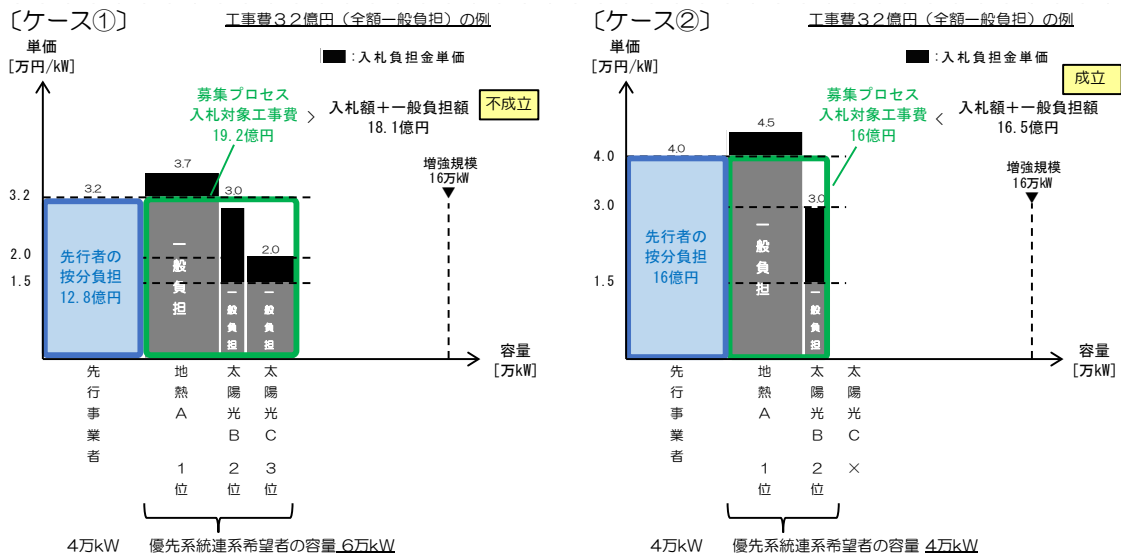 〔ケース①〕
工事費32億円（全額一般負担）の例
単価
[万円/kW]
：入札負担金単価
募集プロセス
入札対象工事費
19.2億円
＞
入札額＋一般負担額
18.1億円
不成立
増強規模
16万kW
3.2
2.0
1.5
3.2
3.7
3.0
2.0
先行者の
按分負担
12.8億円
一般負担
一般負担
一般負担
容量
[万kW]
先行事業者
地熱A 1位
太陽光B 2位
太陽光C 3位
4万kW
優先系統連系希望者の容量 6万kW
〔ケース②〕
工事費32億円（全額一般負担）の例
単価
[万円/kW]
：入札負担金単価
成立
募集プロセス
入札対象工事費
16億円
＜
入札額＋一般負担額
16.5億円
増強規模
16万kW
4.0
3.0
1.5
4.0
4.5
3.0
先行者の
按分負担
16億円
一般負担
一般負担
容量
[万kW]
先行事業者
地熱A 1位
太陽光B 2位
太陽光C ×
4万kW
優先系統連系希望者の容量 4万kW